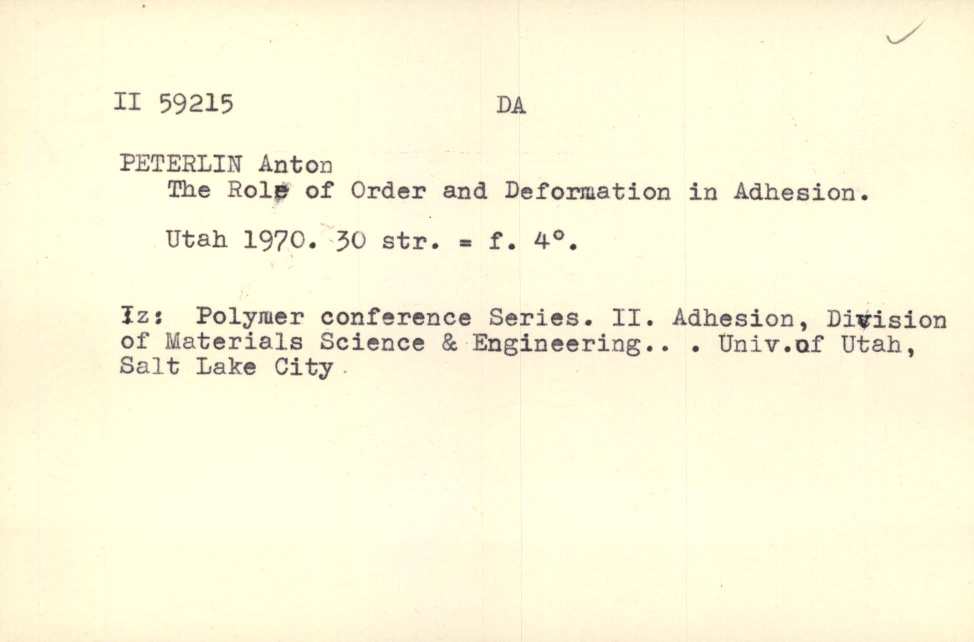 II 59215 DA
PETERLIN Anton
The Role of Order and Deformation in Adhesion.
Utah 1970. 30 str. = f. 4°.
Iz: Polymer conference Series. II. Adhesion, Division
of Materials Science & Engineering.. . Univ.of Utah,
Salt Lake City.